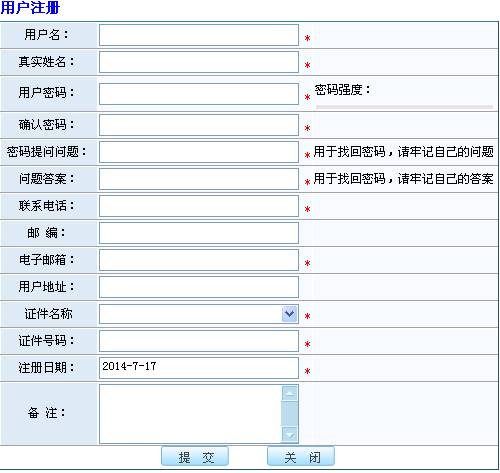 用户注册
用户名： *
真实姓名： *
用户密码： * 密码强度：
确认密码： *
密码提问问题： *用于找回密码，请牢记自己的问题
问题答案： *用于找回密码，请牢记自己的答案
联系电话： *
邮 编：
电子邮箱： *
用户地址：
证件名称 *
证件号码： *
注册日期： 2014-7-17 *
备 注：
提 交 关 闭